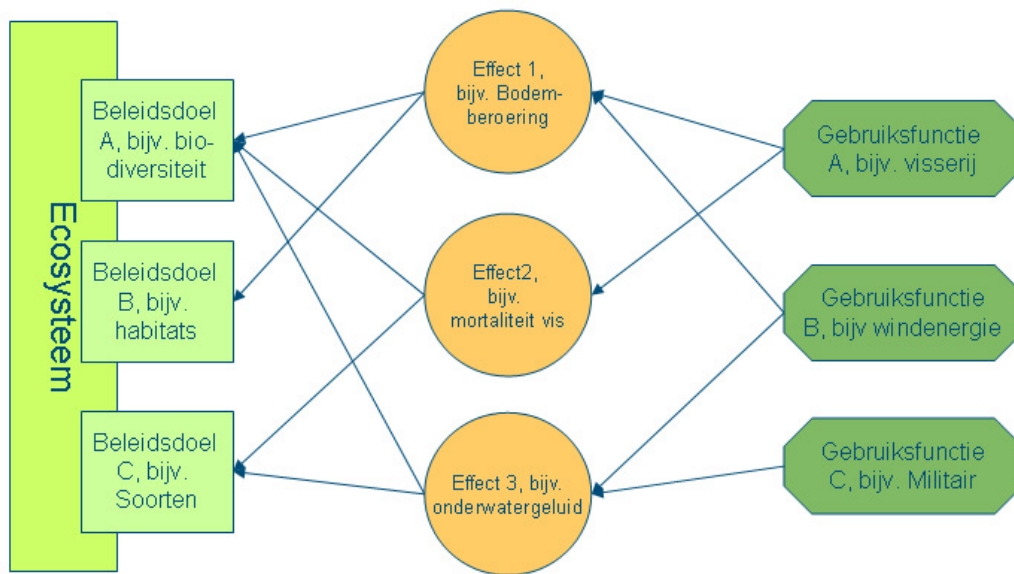 Ecosysteem
Beleidsdoel
A, bijv. bio-
diversiteit
Beleidsdoel
B, bijv.
habitats
Beleidsdoel
C, bijv.
Soorten
Effect 1,
bijv. Bodem-
beroering
Effect2,
bijv.
mortaliteit vis
Effect 3, bijv.
onderwatergeluid
Gebruiksfunctie
A, bijv. visserij
Gebruiksfunctie
B, bijv windenergie
Gebruiksfunctie
C, bijv. Militair